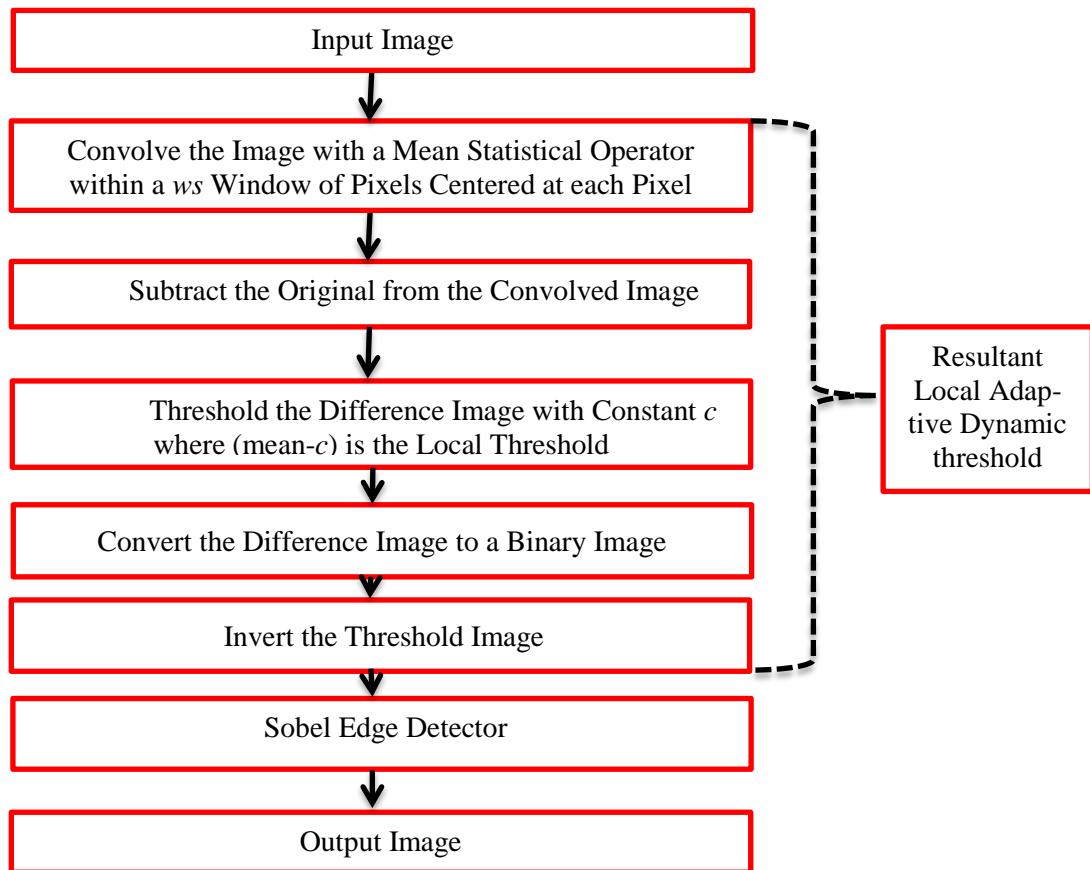 Input Image
Convolve the Image with a Mean Statistical Operator
within a ws Window of Pixels Centered at each Pixel
Subtract the Original from the Convolved Image
Threshold the Difference Image with Constant c
where (mean-c) is the Local Threshold
Convert the Difference Image to a Binary Image
Invert the Threshold Image
Sobel Edge Detector
Output Image
Resultant
Local Adap-
tive Dynamic
threshold